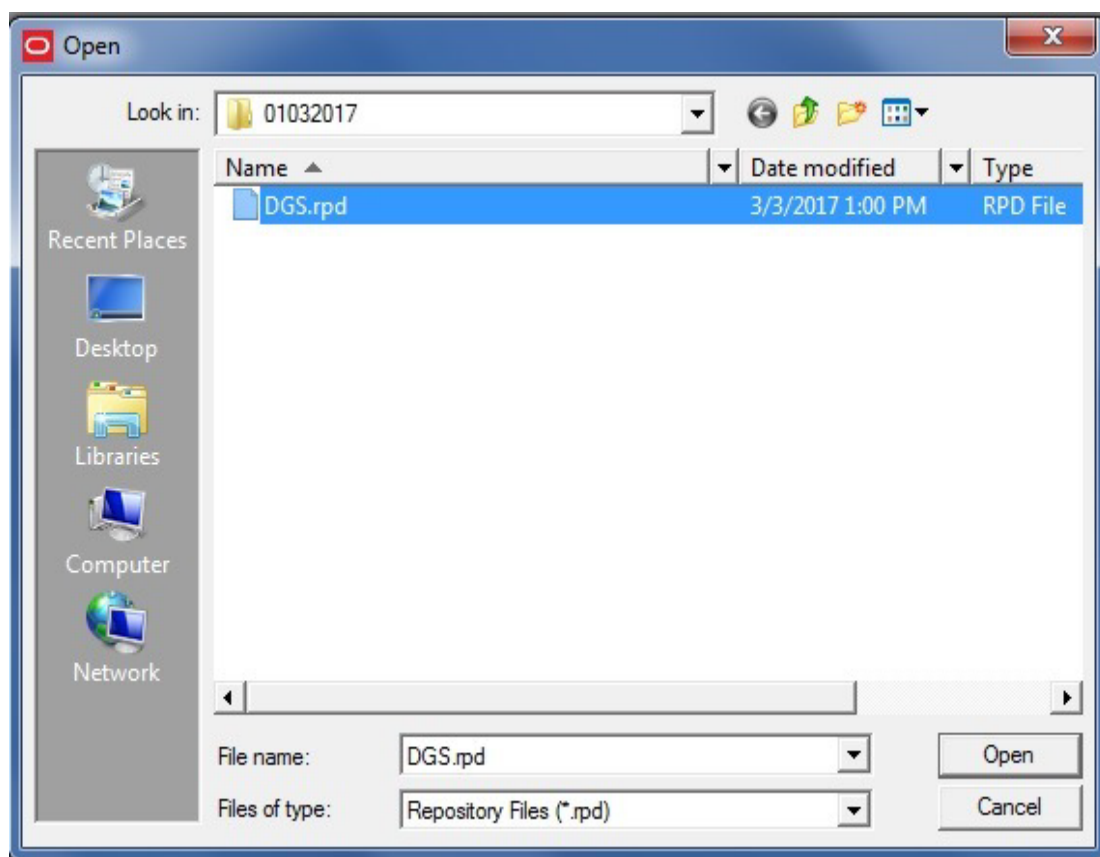 Open
Look in: 01032017
Name Date modified Type
DGS.rpd 3/3/2017 1:00 PM RPD File
Recent Places
Desktop
Libraries
Computer
Network
File name: DGS.rpd Open
Files of type: Repository Files (*.rpd) Cancel